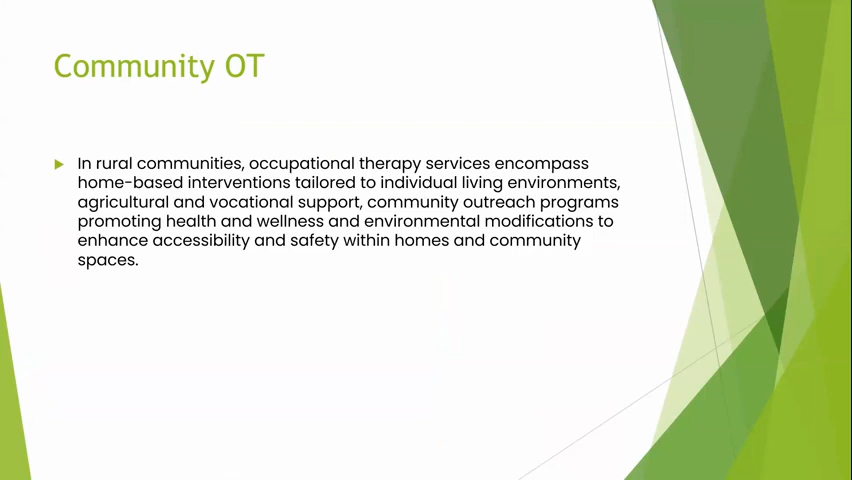 Community OT
In rural communities, occupational therapy services encompass
home-based interventions tailored to individual living environments,
agricultural and vocational support, community outreach programs
promoting health and wellness and environmental modifications to
enhance accessibility and safety within homes and community
spaces.